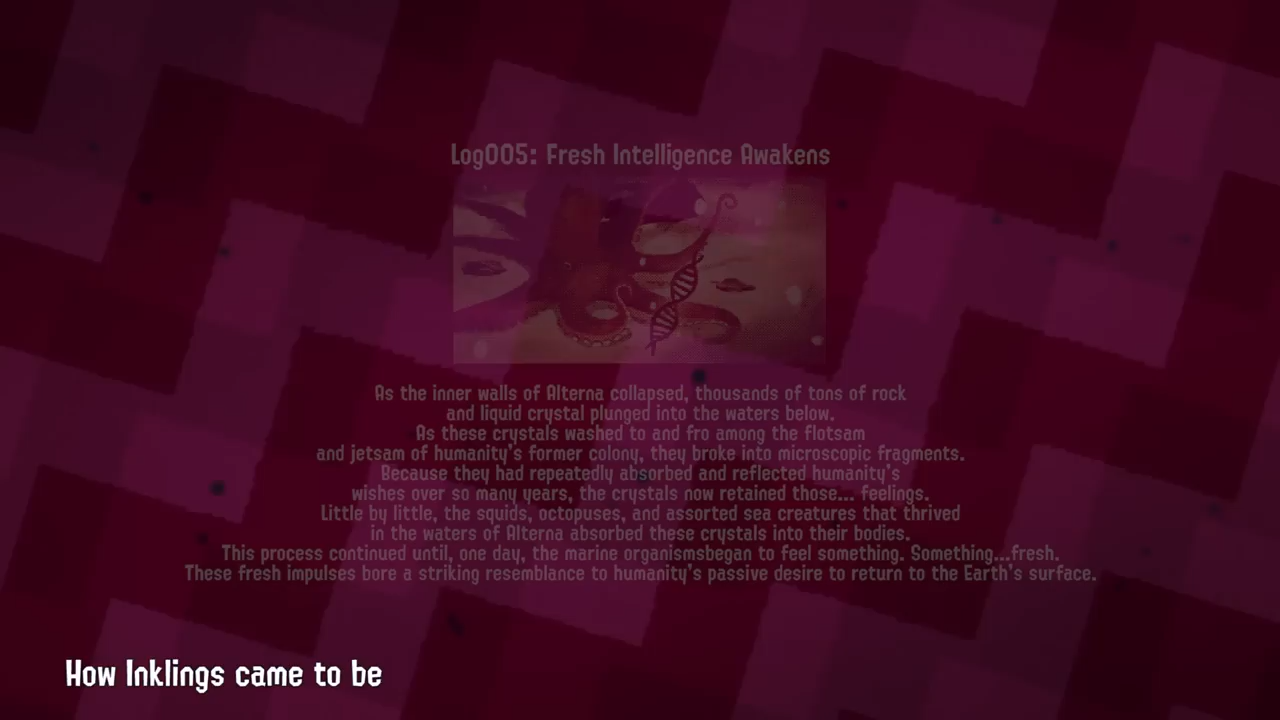 Log005: Fresh Intelligence Awakens
As the inner walls of Alterna collapsed, thousands of tons of rock
and liquid crystal plunged into the waters below.
As these crystals washed to and fro among the flotsam
and jetsam of humanity's former colony, they broke into microscopic fragments.
Because they had repeatedly absorbed and reflected humanity's
wishes over so many years, the crystals now retained those... feelings.
Little by little, the squids, octopuses, and assorted sea creatures that thrived
in the waters of Alterna absorbed these crystals into their bodies.
This process continued until, one day, the marine organismsbegan to feel something. Something...fresh.
These fresh impulses bore a striking resemblance to humanity's passive desire to return to the Earth's surface.
How Inklings came to be